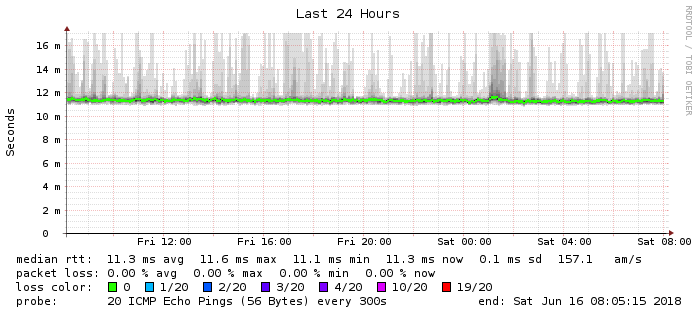 Last 24 Hours
RRDTOOL / TOBI OETIKER
Seconds
16 m
14 m
12 m
10 m
8 m
6 m
4 m
2 m
0
Fri 12:00 Fri 16:00 Fri 20:00 Sat 00:00 Sat 04:00 Sat 08:00
median rtt: 11.3 ms avg 11.6 ms max 11.1 ms min 11.3 ms now 0.1 ms sd 157.1 am/s
packet loss: 0.00 % avg 0.00 % max 0.00 % min 0.00 % now
loss color: 0 1/20 2/20 3/20 4/20 10/20 19/20
probe: 20 ICMP Echo Pings (56 Bytes) every 300s end: Sat Jun 16 08:05:15 2018